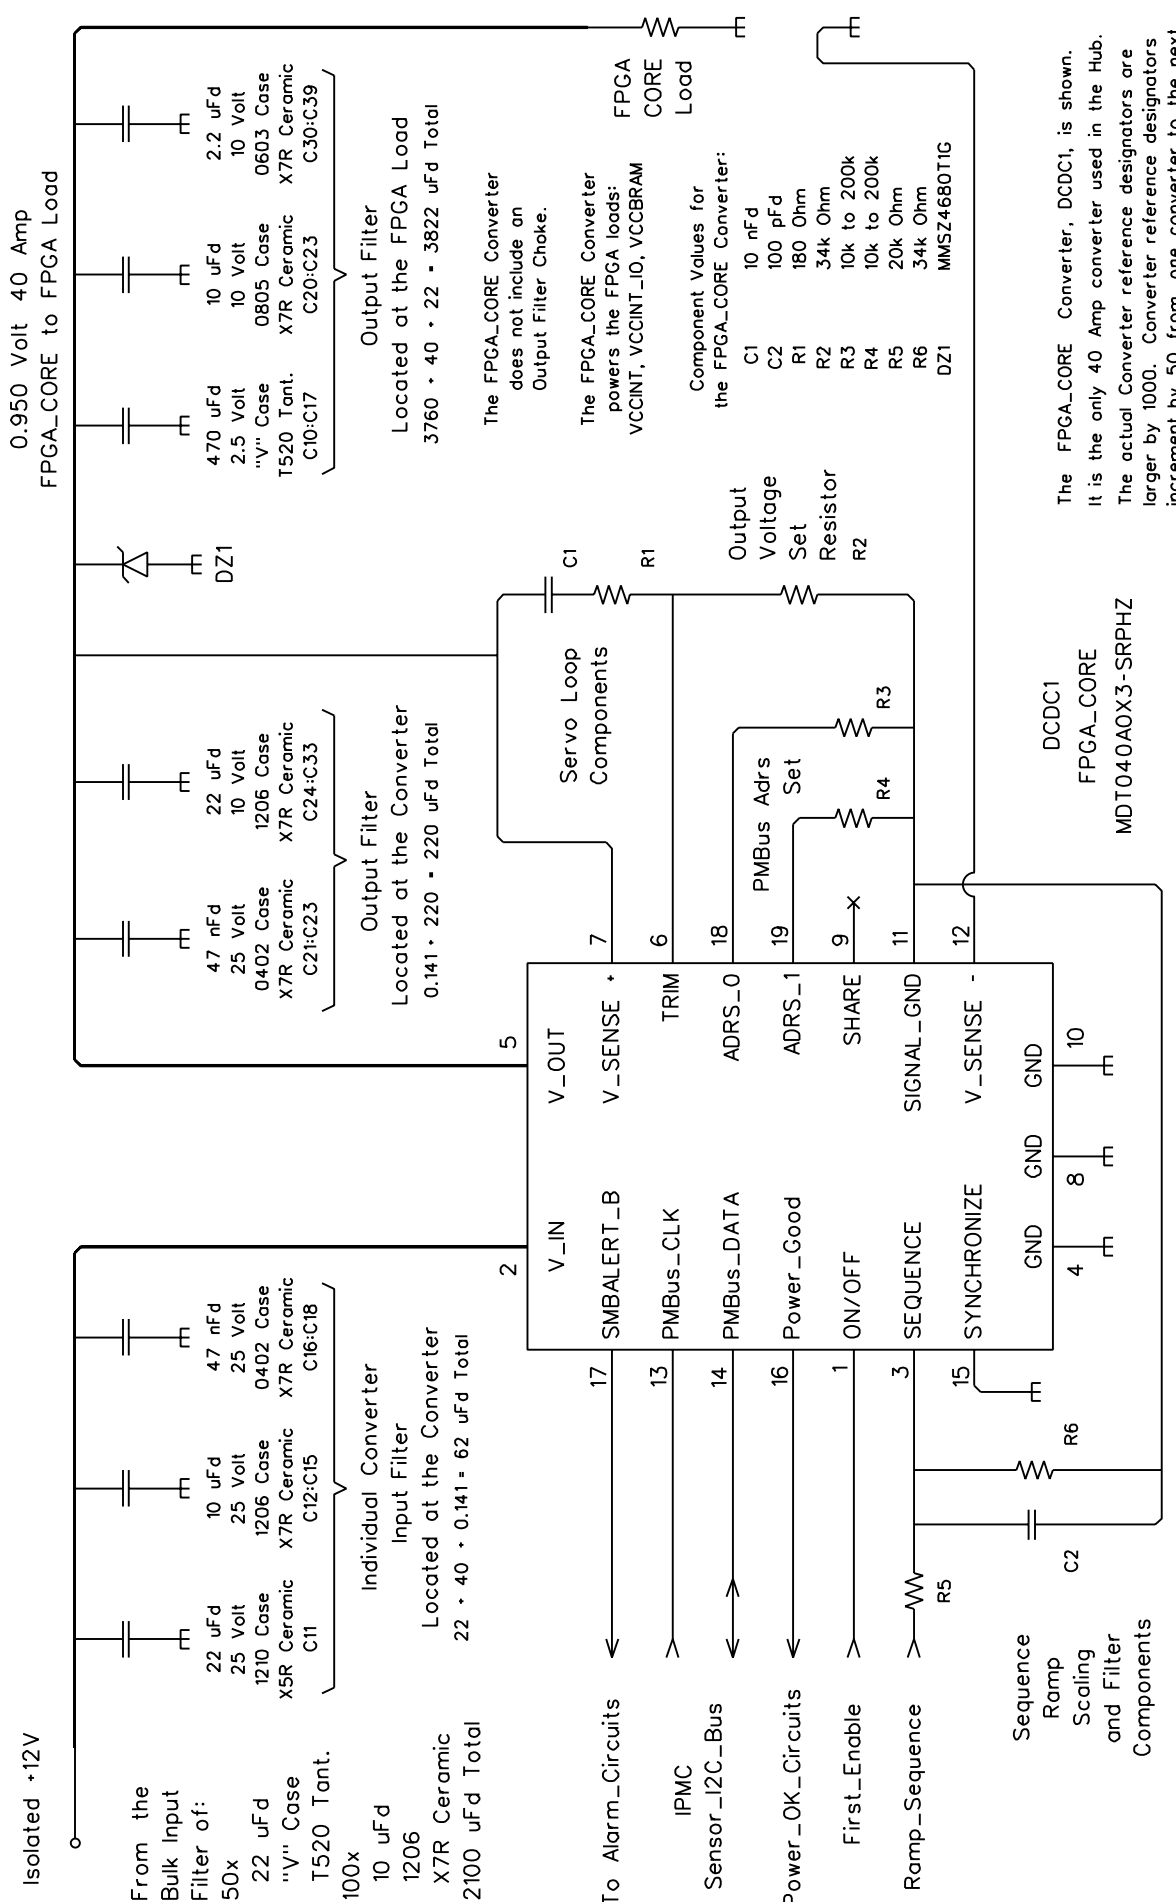 Isolated +12V
From the
Bulk Input
Filter of:
50x
22 uFd
"V" Case
T520 Tant.
100x
10 uFd
1206
X7R Ceramic
2100 uFd Total
22 uFd
25 Volt
1210 Case
X5R Ceramic
C11
10 uFd
25 Volt
1206 Case
X7R Ceramic
C12:C15
47 nFd
25 Volt
0402 Case
X7R Ceramic
C16:C18
Individual Converter
Input Filter
Located at the Converter
22 + 40 + 0.141 = 62 uFd Total
47 nFd
25 Volt
0402 Case
X7R Ceramic
C21:C23
22 uFd
10 Volt
1206 Case
X7R Ceramic
C24:C33
Output Filter
Located at the Converter
0.141 + 220 = 220 uFd Total
DZ1
0.950 Volt 40 Amp
FPGA_CORE to FPGA Load
470 uFd
2.5 Volt
"V" Case
T520 Tant.
C10:C17
10 uFd
10 Volt
0805 Case
X7R Ceramic
C20:C23
2.2 uFd
10 Volt
0603 Case
X7R Ceramic
C30:C39
Output Filter
Located at the FPGA Load
3760 + 40 + 22 = 3822 uFd Total
FPGA
CORE
Load
The FPGA_CORE Converter
does not include an
Output Filter Choke.
The FPGA_CORE Converter
powers the FPGA loads:
VCCINT, VCCINT_IO, VCCBRAM
Component Values for
the FPGA_CORE Converter:
C1 10 nFd
C2 100 pFd
R1 180 Ohm
R2 34k Ohm
R3 10k to 200k
R4 10k to 200k
R5 20k Ohm
R6 34k Ohm
DZ1 MMSZ4680T1G
C1
R1
Servo Loop
Components
Output
Voltage
Set
Resistor
R2
PMBus Adrs
Set
R3
R4
2
V_IN
5
V_OUT
17 SMBALERT_B
13 PMBus_CLK
14 PMBus_DATA
16 Power_Good
1 ON/OFF
3 SEQUENCE
15 SYNCHRONIZE
V_SENSE + 7
TRIM 6
ADRS_0 18
ADRS_1 19
SHARE 9
SIGNAL_GND 11
V_SENSE - 12
GND GND GND
4 8 10
To Alarm_Circuits
IPMC
Sensor_I2C_Bus
Power_OK_Circuits
First_Enable
Ramp_Sequence
R5
R6
C2
Sequence
Ramp
Scaling
and Filter
Components
DCDC1
FPGA_CORE
MDT040A0X3-SRPHZ
The FPGA_CORE Converter, DCDC1, is shown.
It is the only 40 Amp converter used in the Hub.
The actual Converter reference designators are
larger by 1000. Converter reference designators
increment by 50 from one converter to the next